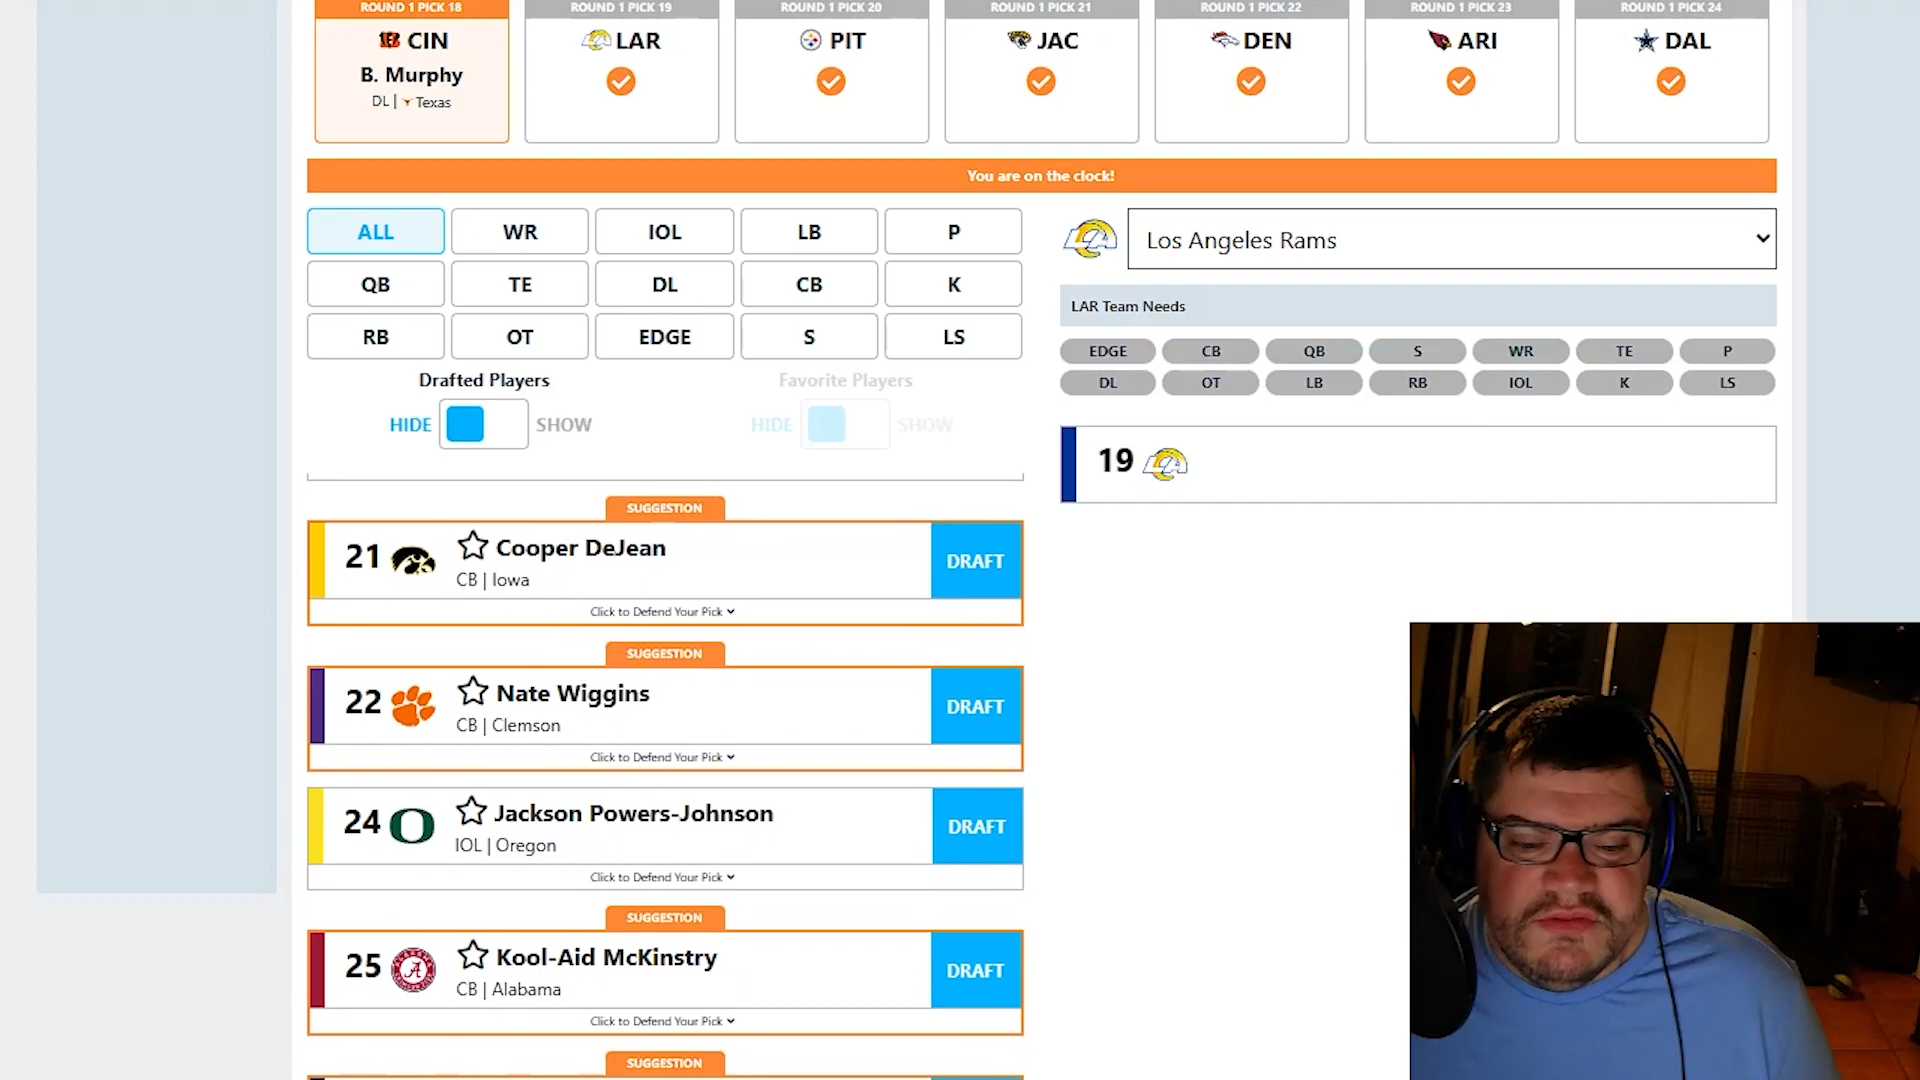 ROUND 1 PICK 18
CIN
B. Murphy
DL | Texas
ROUND 1 PICK 19
LAR
ROUND 1 PICK 20
PIT
ROUND 1 PICK 21
JAC
ROUND 1 PICK 22
DEN
ROUND 1 PICK 23
ARI
ROUND 1 PICK 24
DAL
You are on the clock!
ALL WR IOL LB P
QB TE DL CB K
RB OT EDGE S LS
Drafted Players
HIDE SHOW
Favorite Players
HIDE SHOW
SUGGESTION
21 Cooper DeJean DRAFT
CB | Iowa
Click to Defend Your Pick
SUGGESTION
22 Nate Wiggins DRAFT
CB | Clemson
Click to Defend Your Pick
24 Jackson Powers-Johnson DRAFT
IOL | Oregon
Click to Defend Your Pick
SUGGESTION
25 Kool-Aid McKinstry DRAFT
CB | Alabama
Click to Defend Your Pick
SUGGESTION
Los Angeles Rams
LAR Team Needs
EDGE CB QB S WR TE P
DL OT LB RB IOL K LS
19